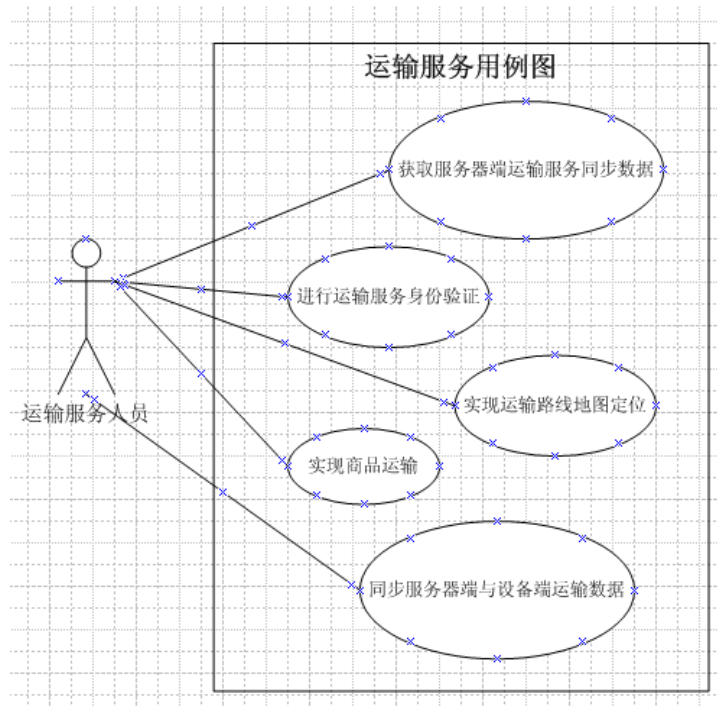 运输服务用例图
获取服务器端运输服务同步数据
进行运输服务身份验证
实现运输路线地图定位
运输服务人员
实现商品运输
同步服务器端与设备端运输数据